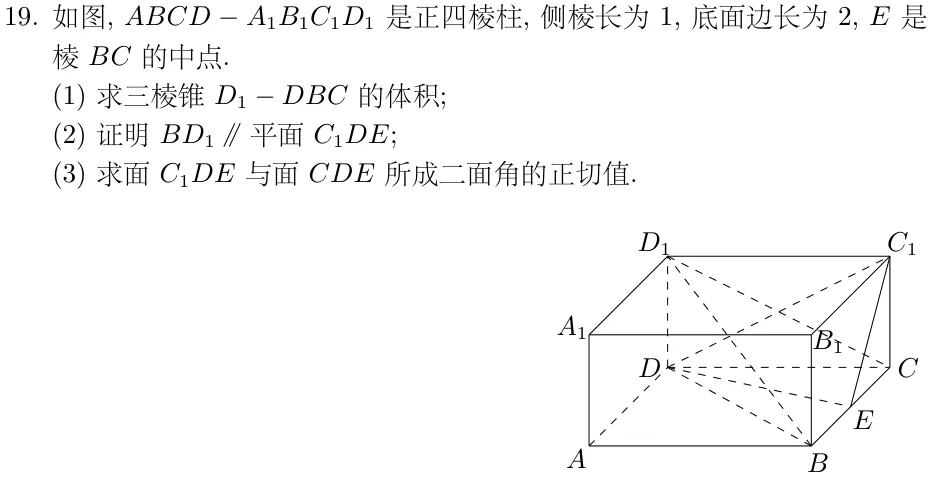 19. 如图, ABCD − A₁B₁C₁D₁ 是正四棱柱, 侧棱长为 1, 底面边长为 2, E 是
棱 BC 的中点.
(1) 求三棱锥 D₁ − DBC 的体积;
(2) 证明 BD₁ ∥ 平面 C₁DE;
(3) 求面 C₁DE 与面 CDE 所成二面角的正切值.
D₁ C₁
A₁ B₁
D C
E
A B